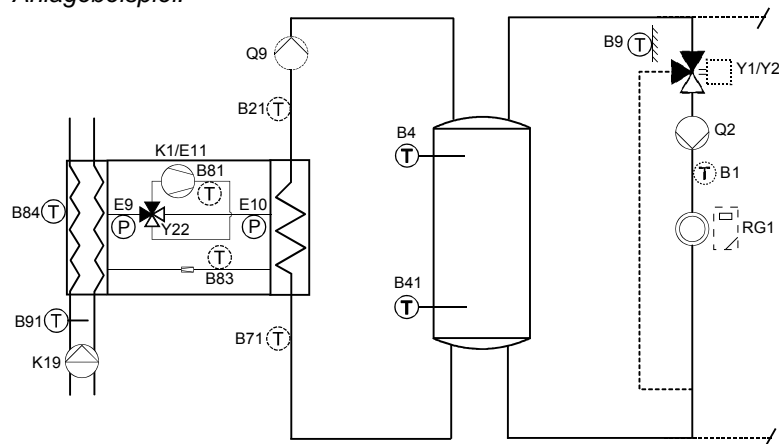 Anlagebeispiel:
B9 T
Y1/Y2
Q9
B21 T
B4
T
Q2
K1/E11
B81
T
T B1
B84 T
E9
P
Y22
E10
P
RG1
T
B83
B41
T
B91 T
B71 T
K19